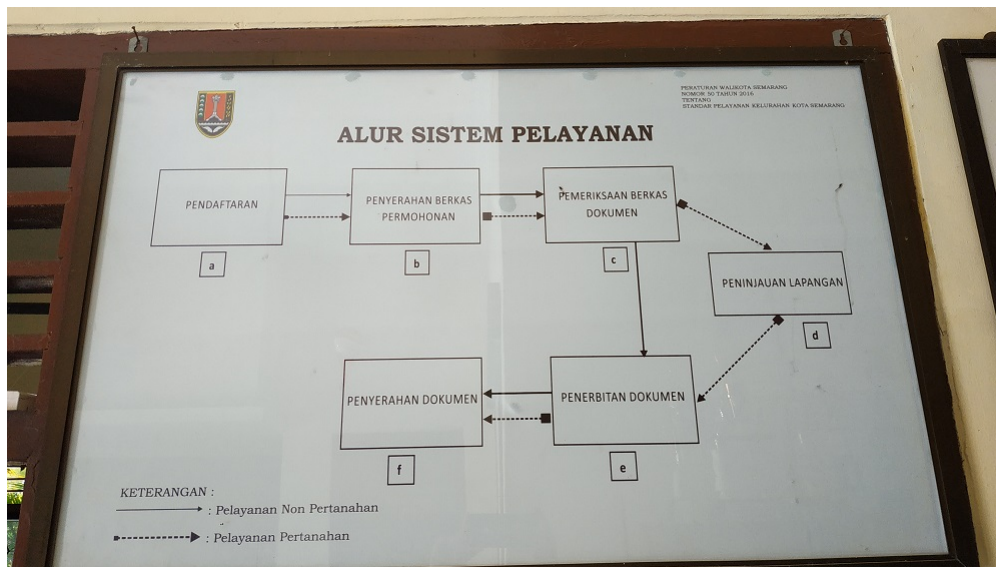 PERATURAN WALIKOTA SEMARANG
NOMOR 50 TAHUN 2016
TENTANG
STANDAR PELAYANAN KELURAHAN KOTA SEMARANG
ALUR SISTEM PELAYANAN
PENDAFTARAN
a
PENYERAHAN BERKAS
PERMOHONAN
b
PEMERIKSAAN BERKAS
DOKUMEN
c
PENINJAUAN LAPANGAN
d
PENERBITAN DOKUMEN
e
PENYERAHAN DOKUMEN
f
KETERANGAN :
: Pelayanan Non Pertanahan
: Pelayanan Pertanahan